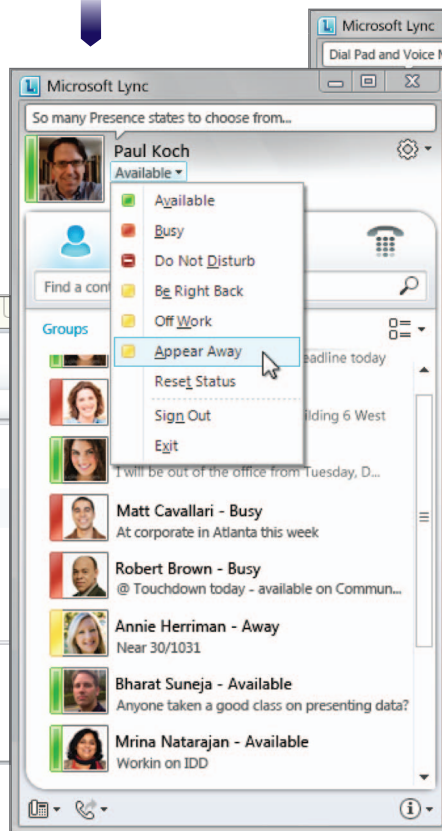 Microsoft Lync
Dial Pad and Voice
Microsoft Lync
So many Presence states to choose from...
Paul Koch
Available
Available
Busy
Do Not Disturb
Be Right Back
Off Work
Appear Away
Reset Status
Sign Out
Exit
Find a
Groups
today
ilding 6 West
I will be out of the office from Tuesday, D...
Matt Cavallari - Busy
At corporate in Atlanta this week
Robert Brown - Busy
@ Touchdown today - available on Commun...
Annie Herriman - Away
Near 30/1031
Bharat Suneja - Available
Anyone taken a good class on presenting data?
Mrina Natarajan - Available
Workin on IDD